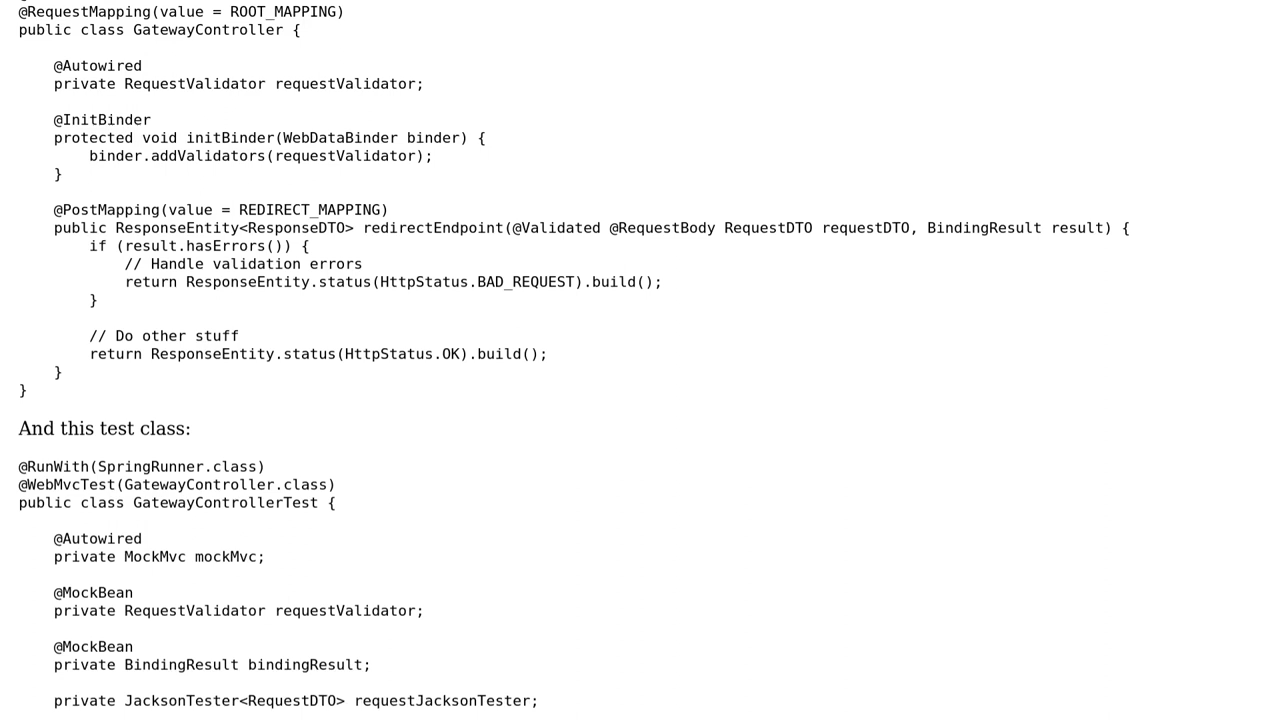 @RequestMapping(value = ROOT_MAPPING)
public class GatewayController {

    @Autowired
    private RequestValidator requestValidator;

    @InitBinder
    protected void initBinder(WebDataBinder binder) {
        binder.addValidators(requestValidator);
    }

    @PostMapping(value = REDIRECT_MAPPING)
    public ResponseEntity<ResponseDTO> redirectEndpoint(@Validated @RequestBody RequestDTO requestDTO, BindingResult result) {
        if (result.hasErrors()) {
            // Handle validation errors
            return ResponseEntity.status(HttpStatus.BAD_REQUEST).build();
        }

        // Do other stuff
        return ResponseEntity.status(HttpStatus.OK).build();
    }
}

And this test class:

@RunWith(SpringRunner.class)
@WebMvcTest(GatewayController.class)
public class GatewayControllerTest {

    @Autowired
    private MockMvc mockMvc;

    @MockBean
    private RequestValidator requestValidator;

    @MockBean
    private BindingResult bindingResult;

    private JacksonTester<RequestDTO> requestJacksonTester;